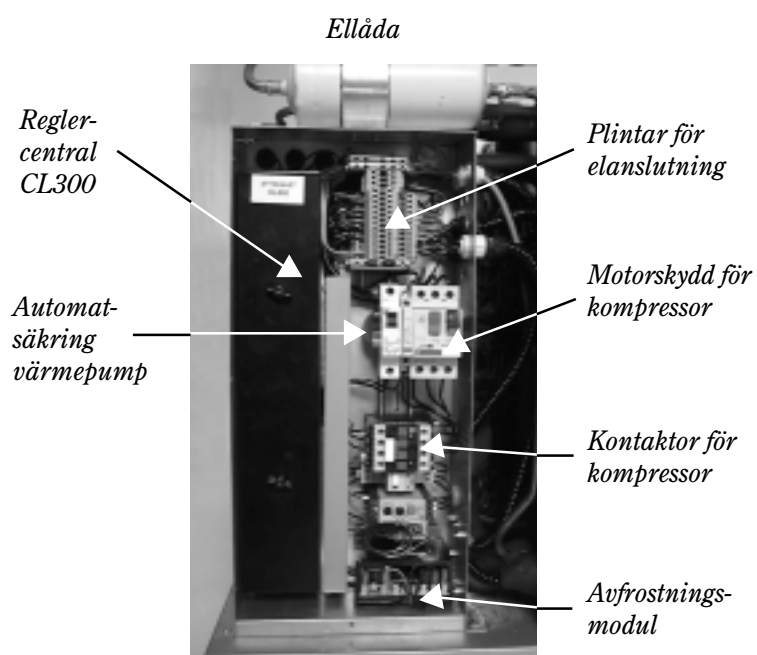 Ellåda
Regler-
central
CL300
Automat-
säkring
värmepump
Plintar för
elanslutning
Motorskydd för
kompressor
Kontaktor för
kompressor
Avfrostnings-
modul